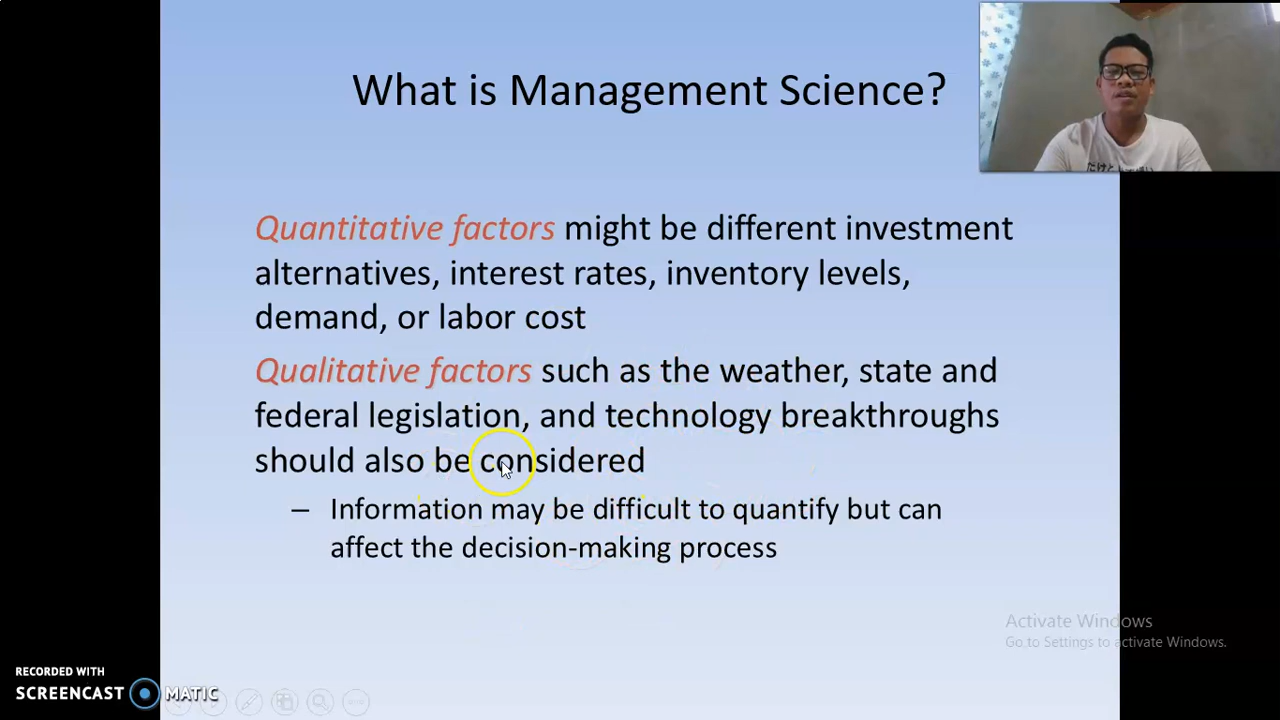 What is Management Science?
Quantitative factors might be different investment
alternatives, interest rates, inventory levels,
demand, or labor cost
Qualitative factors such as the weather, state and
federal legislation, and technology breakthroughs
should also be considered
– Information may be difficult to quantify but can
affect the decision-making process
Activate Windows
Go to Settings to activate Windows.
RECORDED WITH
SCREENCAST MATIC